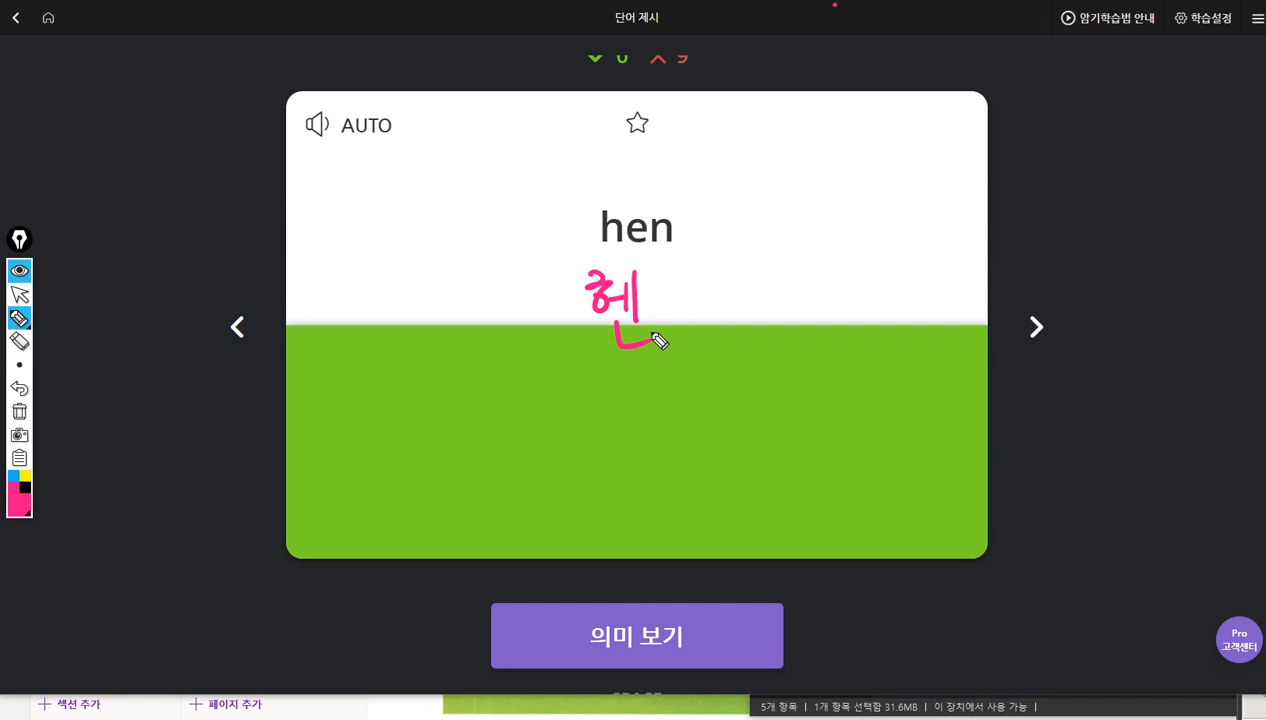 단어 제시
암기학습법 안내
학습설정
AUTO
hen
헨
의미 보기
Pro
고객센터
섹션 추가
페이지 추가
5개 항목 | 1개 항목 선택함 31.6MB | 이 장치에서 사용 가능 |